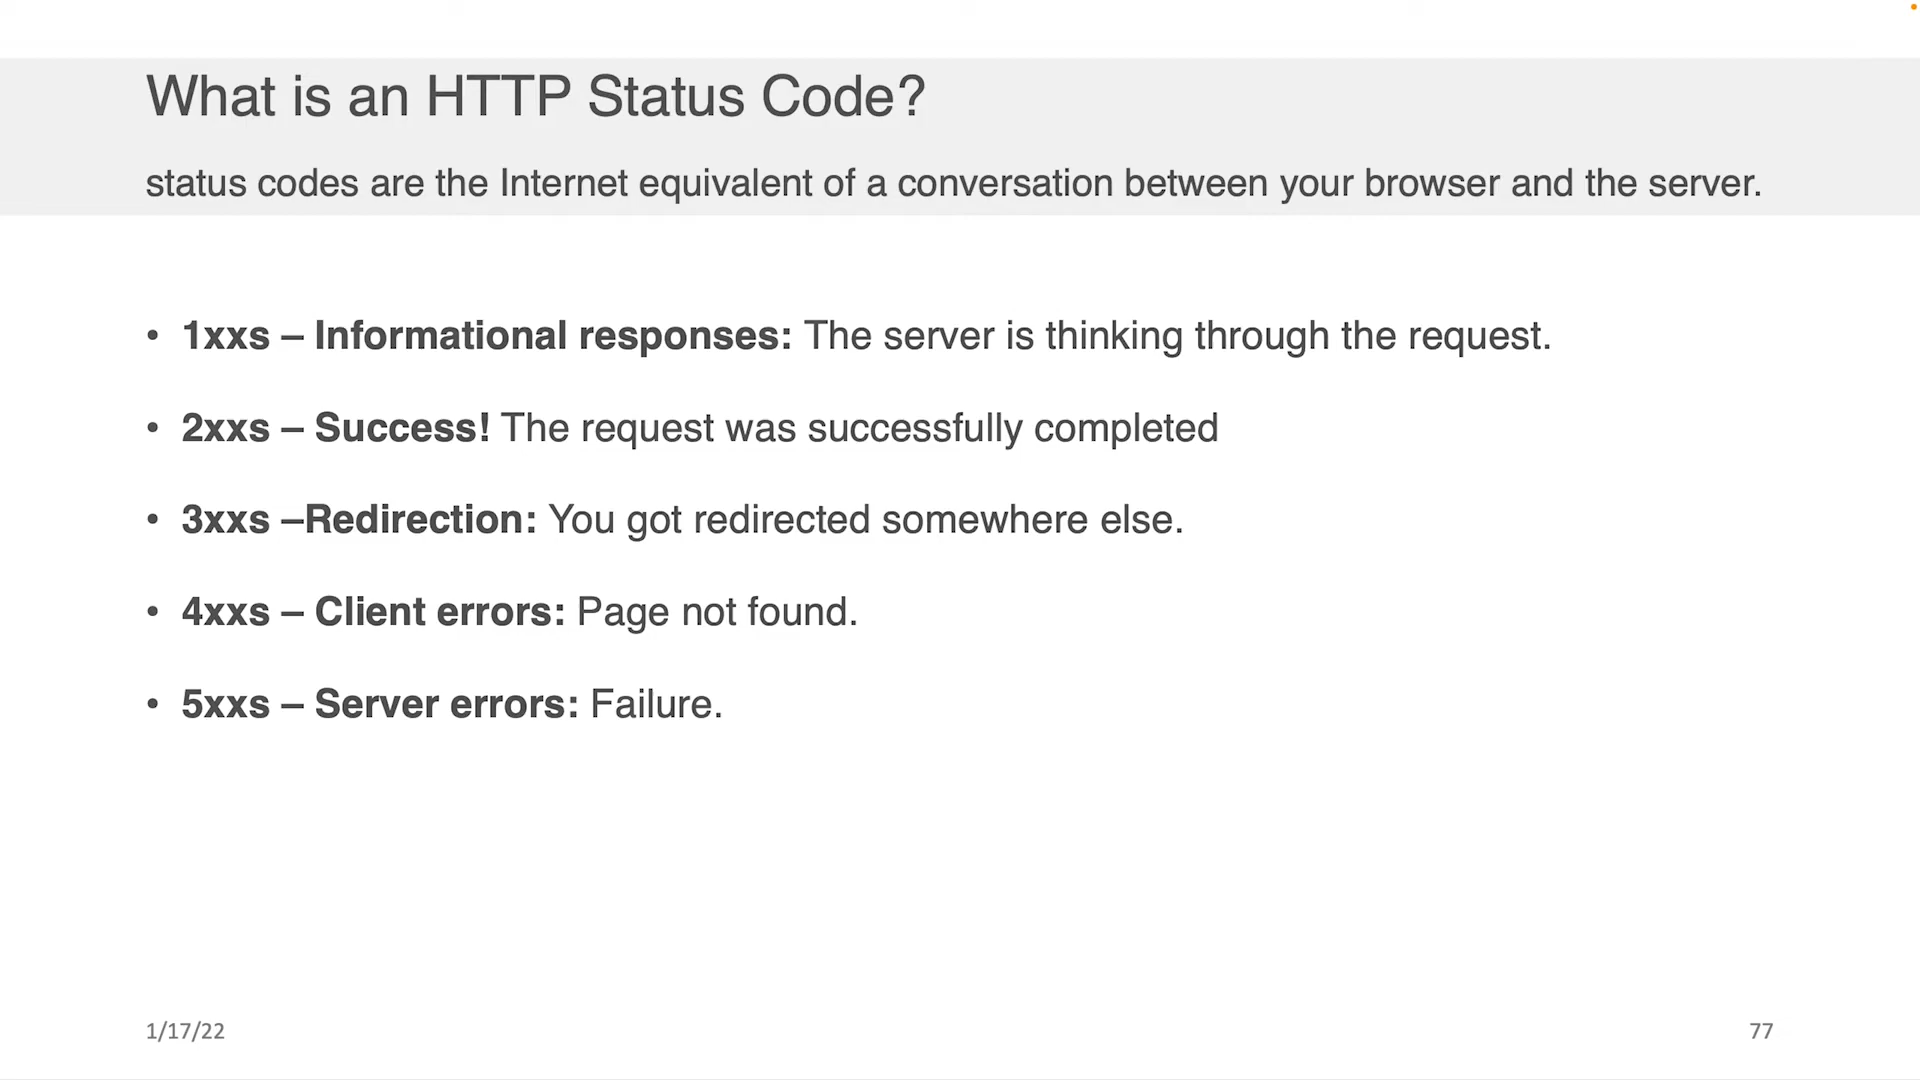 What is an HTTP Status Code?
status codes are the Internet equivalent of a conversation between your browser and the server.
• 1xxs – Informational responses: The server is thinking through the request.
• 2xxs – Success! The request was successfully completed
• 3xxs –Redirection: You got redirected somewhere else.
• 4xxs – Client errors: Page not found.
• 5xxs – Server errors: Failure.
1/17/22
77